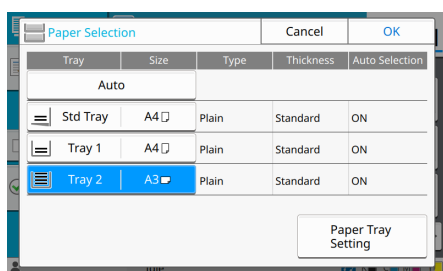 Paper Selection Cancel OK
Tray Size Type Thickness Auto Selection
Auto
Std Tray A4 Plain Standard ON
Tray 1 A4 Plain Standard ON
Tray 2 A3 Plain Standard ON
Paper Tray
Setting